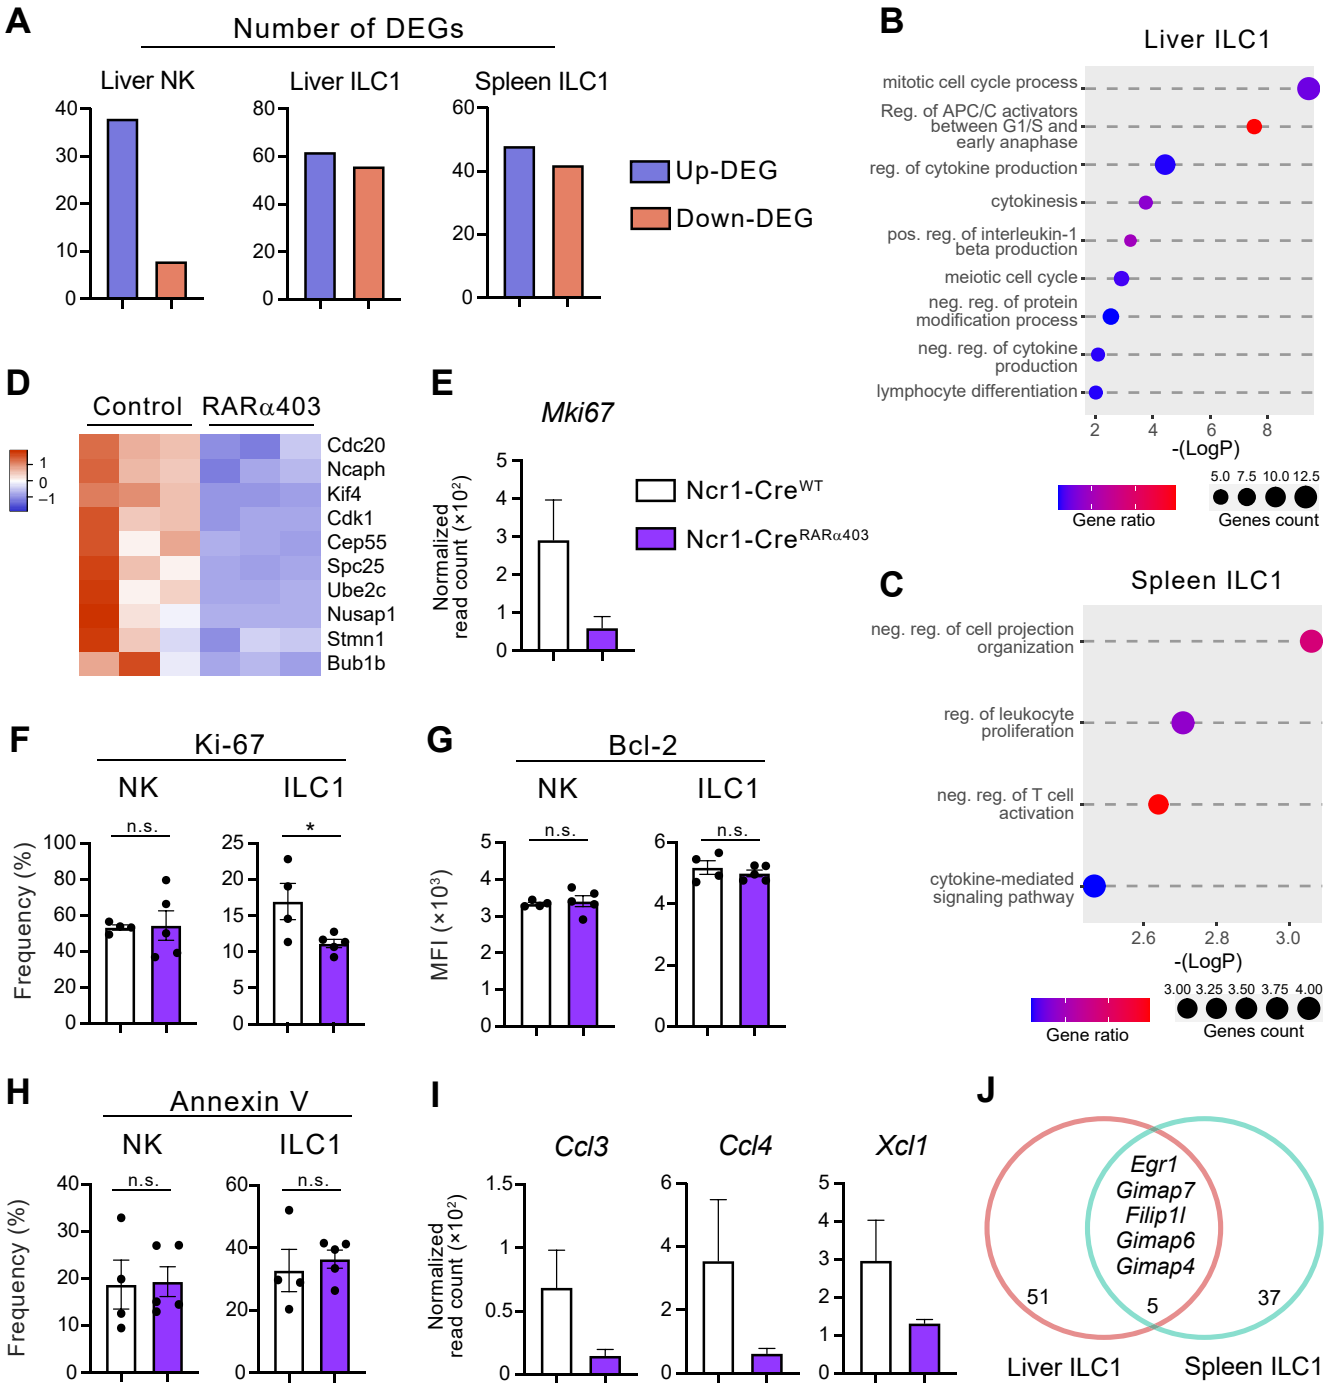 A
Number of DEGs
Liver NK
40
30
20
10
0
Liver ILC1
80
60
40
20
0
Spleen ILC1
60
40
20
0
Up-DEG
Down-DEG
B
Liver ILC1
mitotic cell cycle process
Reg. of APC/C activators
between G1/S and
early anaphase
reg. of cytokine production
cytokinesis
pos. reg. of interleukin-1
beta production
meiotic cell cycle
neg. reg. of protein
modification process
neg. reg. of cytokine
production
lymphocyte differentiation
2 4 6 8
-(LogP)
Gene ratio
5.0 7.5 10.0 12.5
Genes count
C
Spleen ILC1
neg. reg. of cell projection
organization
reg. of leukocyte
proliferation
neg. reg. of T cell
activation
cytokine-mediated
signaling pathway
2.6 2.8 3.0
-(LogP)
Gene ratio
3.00 3.25 3.50 3.75 4.00
Genes count
D
Control RARα403
1
0
−1
Cdc20
Ncaph
Kif4
Cdk1
Cep55
Spc25
Ube2c
Nusap1
Stmn1
Bub1b
E
Mki67
Normalized
read count (×10²)
5
4
3
2
1
0
Ncr1-Cre^WT
Ncr1-Cre^RARα403
F
Ki-67
NK
n.s.
Frequency (%)
100
80
60
40
20
0
ILC1
*
25
20
15
10
5
0
G
Bcl-2
NK
n.s.
MFI (×10³)
5
4
3
2
1
0
ILC1
n.s.
6
4
2
0
H
Annexin V
NK
n.s.
Frequency (%)
40
30
20
10
0
ILC1
n.s.
60
40
20
0
I
Ccl3
Normalized
read count (×10²)
1.5
1
0.5
0
Ccl4
6
4
2
0
Xcl1
5
4
3
2
1
0
J
Egr1
Gimap7
Filip1l
Gimap6
Gimap4
51
5
37
Liver ILC1
Spleen ILC1